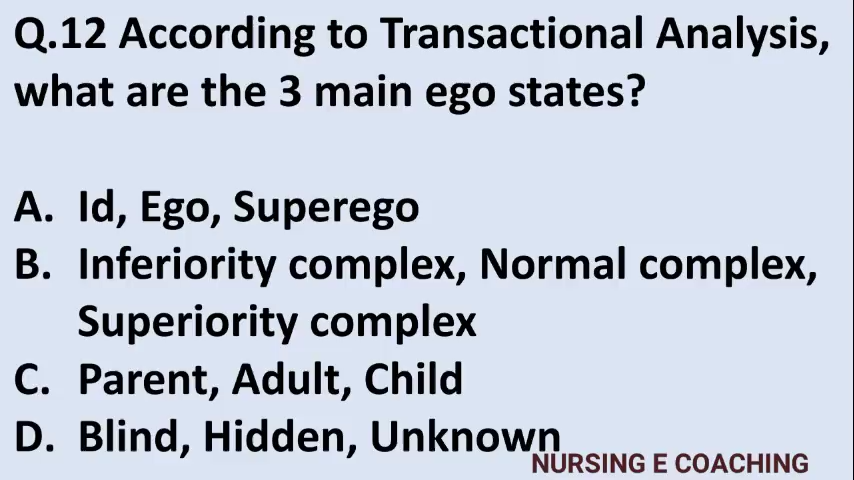 Q.12 According to Transactional Analysis,
what are the 3 main ego states?
A. Id, Ego, Superego
B. Inferiority complex, Normal complex,
Superiority complex
C. Parent, Adult, Child
D. Blind, Hidden, Unknown
NURSING E COACHING